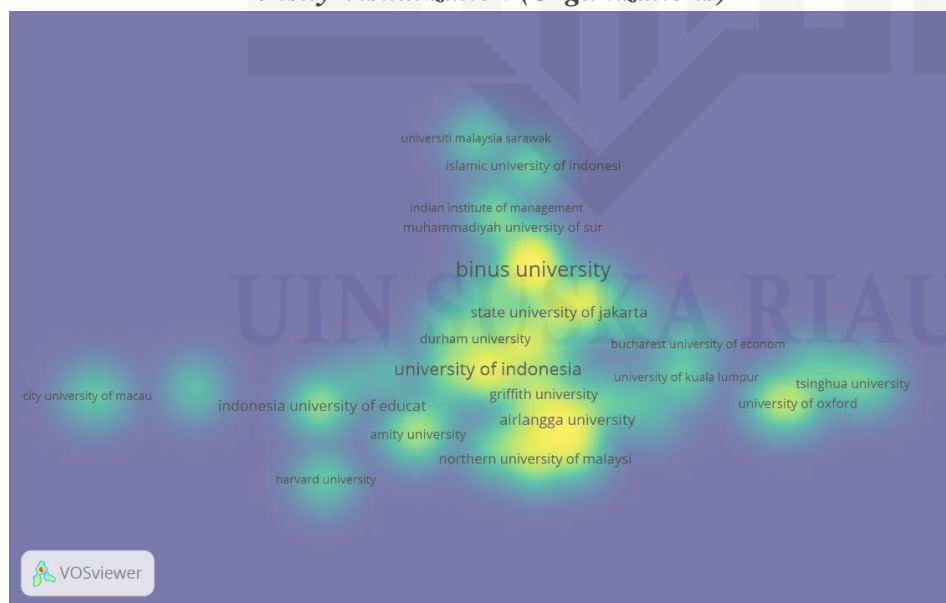 Density Visualization (Organizations)
universiti malaysia sarawak
islamic university of indonesi
indian institute of management
muhammadiyah university of sur
binus university
UIN SUSKA RIAU
state university of jakarta
durham university
bucharest university of econom
university of indonesia
university of kuala lumpur
tsinghua university
city university of macau
griffith university
university of oxford
indonesia university of educat
airlangga university
amity university
northern university of malaysi
harvard university
VOSviewer